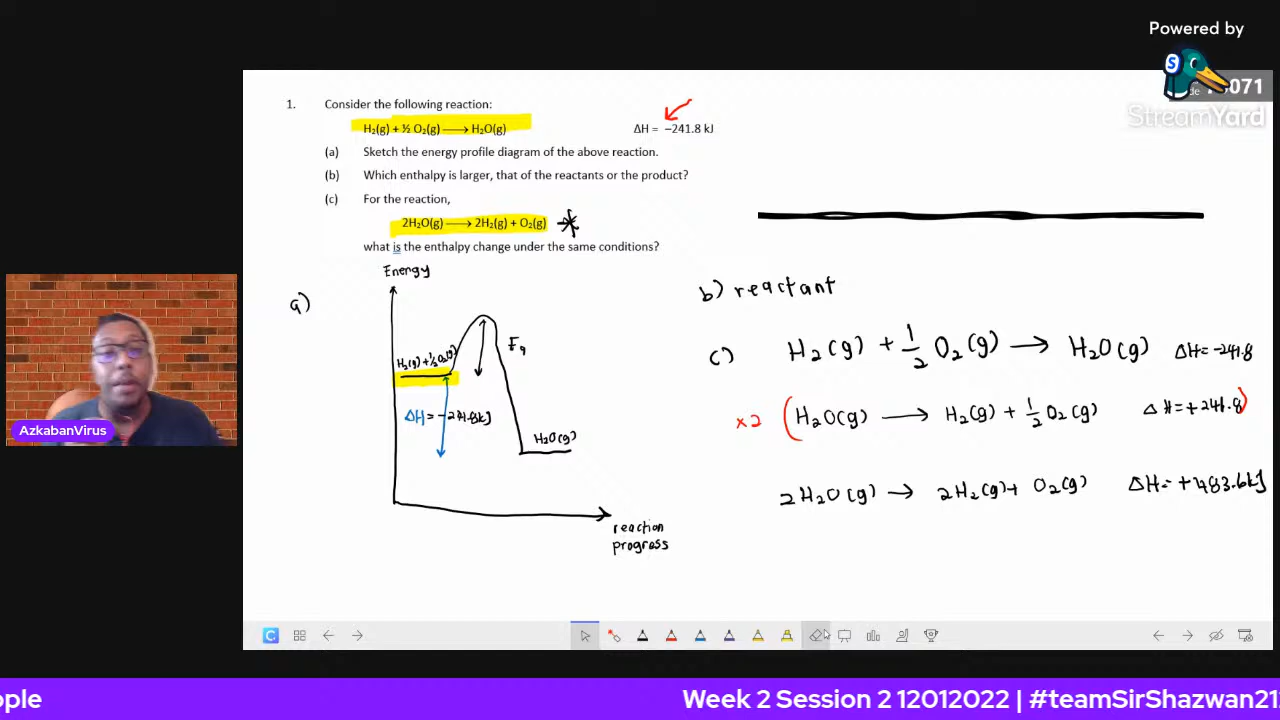 Powered by
071
StreamYard
1. Consider the following reaction:
H₂(g) + ½ O₂(g) ⟶ H₂O(g) ΔH = −241.8 kJ
(a) Sketch the energy profile diagram of the above reaction.
(b) Which enthalpy is larger, that of the reactants or the product?
(c) For the reaction,
2H₂O(g) ⟶ 2H₂(g) + O₂(g)
what is the enthalpy change under the same conditions?
a)
Energy
H₂(g) + ½O₂(g)
Eₐ
ΔH = −241.8kJ
H₂O(g)
reaction
progress
b) reactant
c) H₂(g) + ½ O₂(g) ⟶ H₂O(g) ΔH = −241.8
×2 (H₂O(g) ⟶ H₂(g) + ½ O₂(g) ΔH = +241.8)
2H₂O(g) → 2H₂(g) + O₂(g) ΔH = +483.6kJ
AzkabanVirus
ople
Week 2 Session 2 12012022 | #teamSirShazwan21